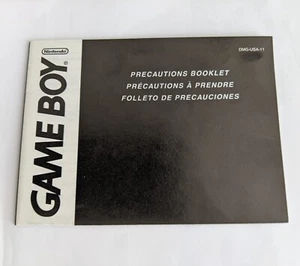 Nintendo
GAME BOY®
DMG-USA-11
PRECAUTIONS BOOKLET
PRÉCAUTIONS À PRENDRE
FOLLETO DE PRECAUCIONES